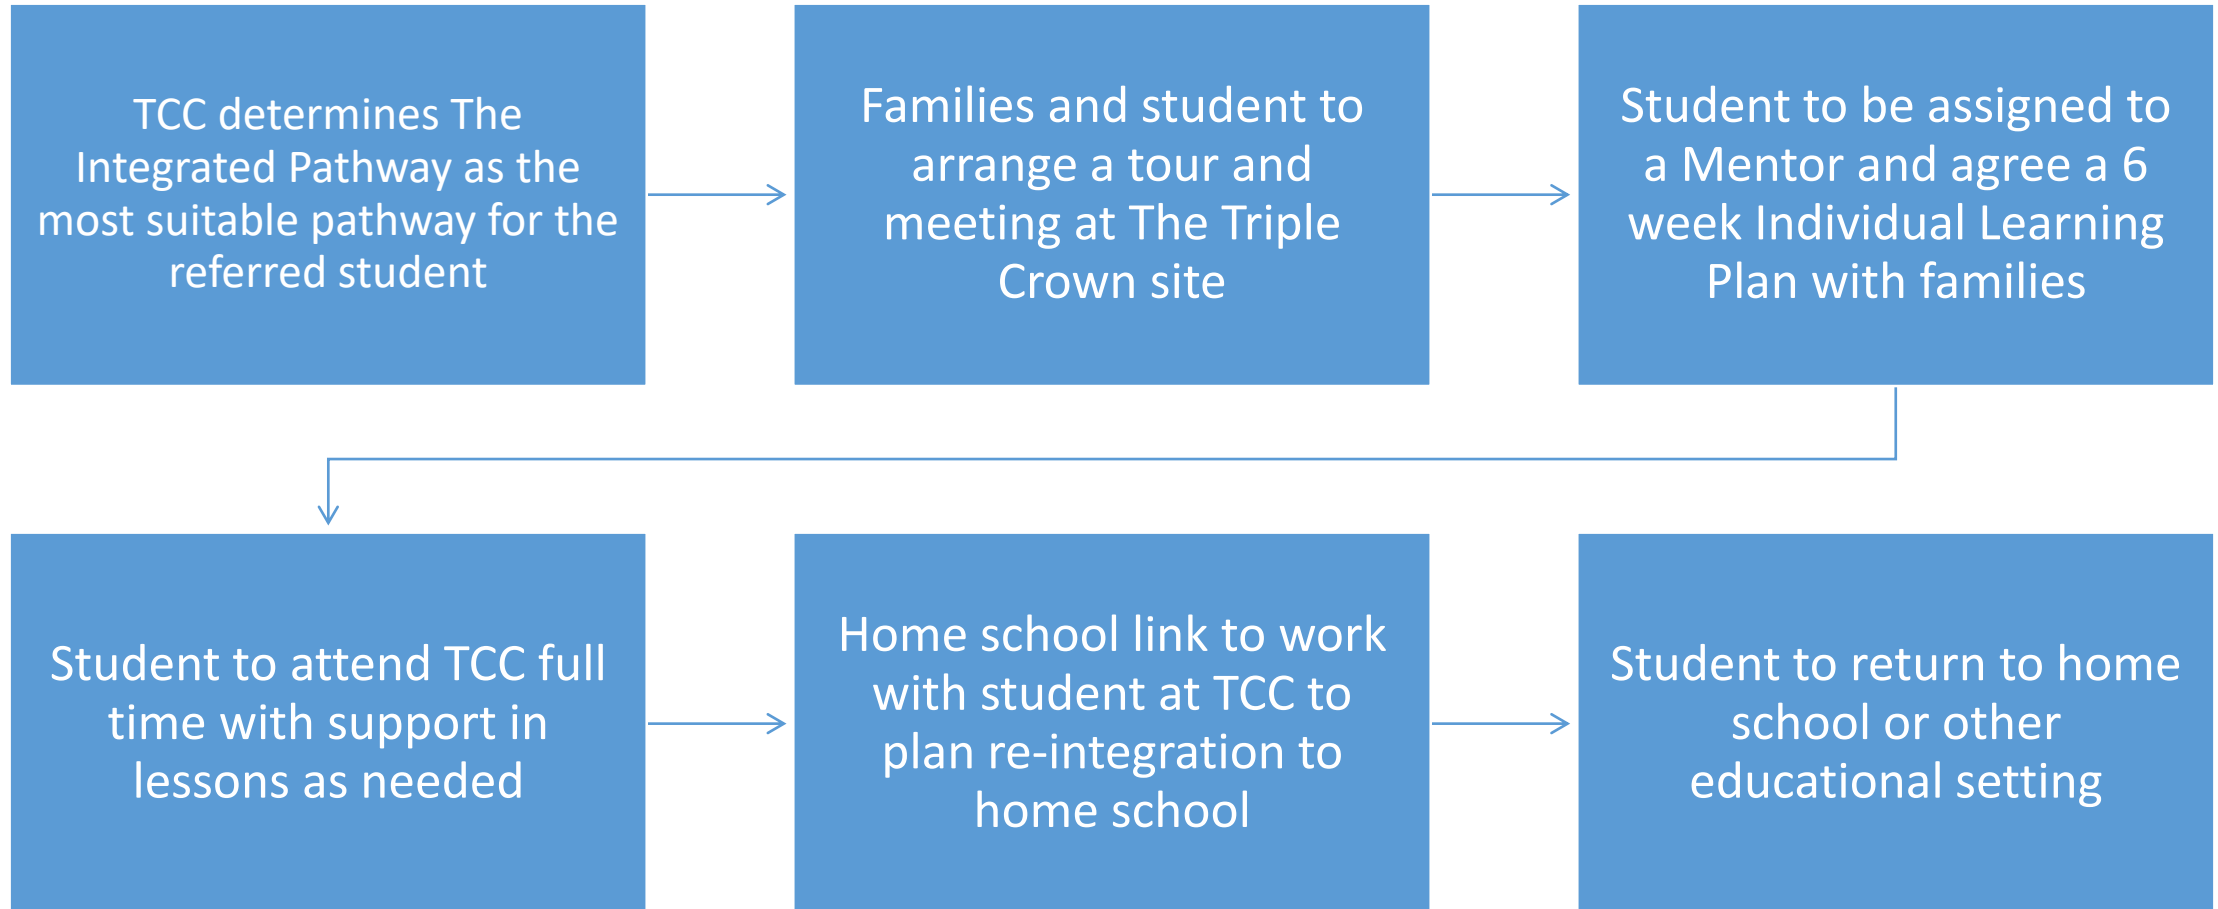 TCC determines The
Integrated Pathway as the
most suitable pathway for the
referred student
Families and student to
arrange a tour and
meeting at The Triple
Crown site
Student to be assigned to
a Mentor and agree a 6
week Individual Learning
Plan with families
Student to attend TCC full
time with support in
lessons as needed
Home school link to work
with student at TCC to
plan re-integration to
home school
Student to return to home
school or other
educational setting